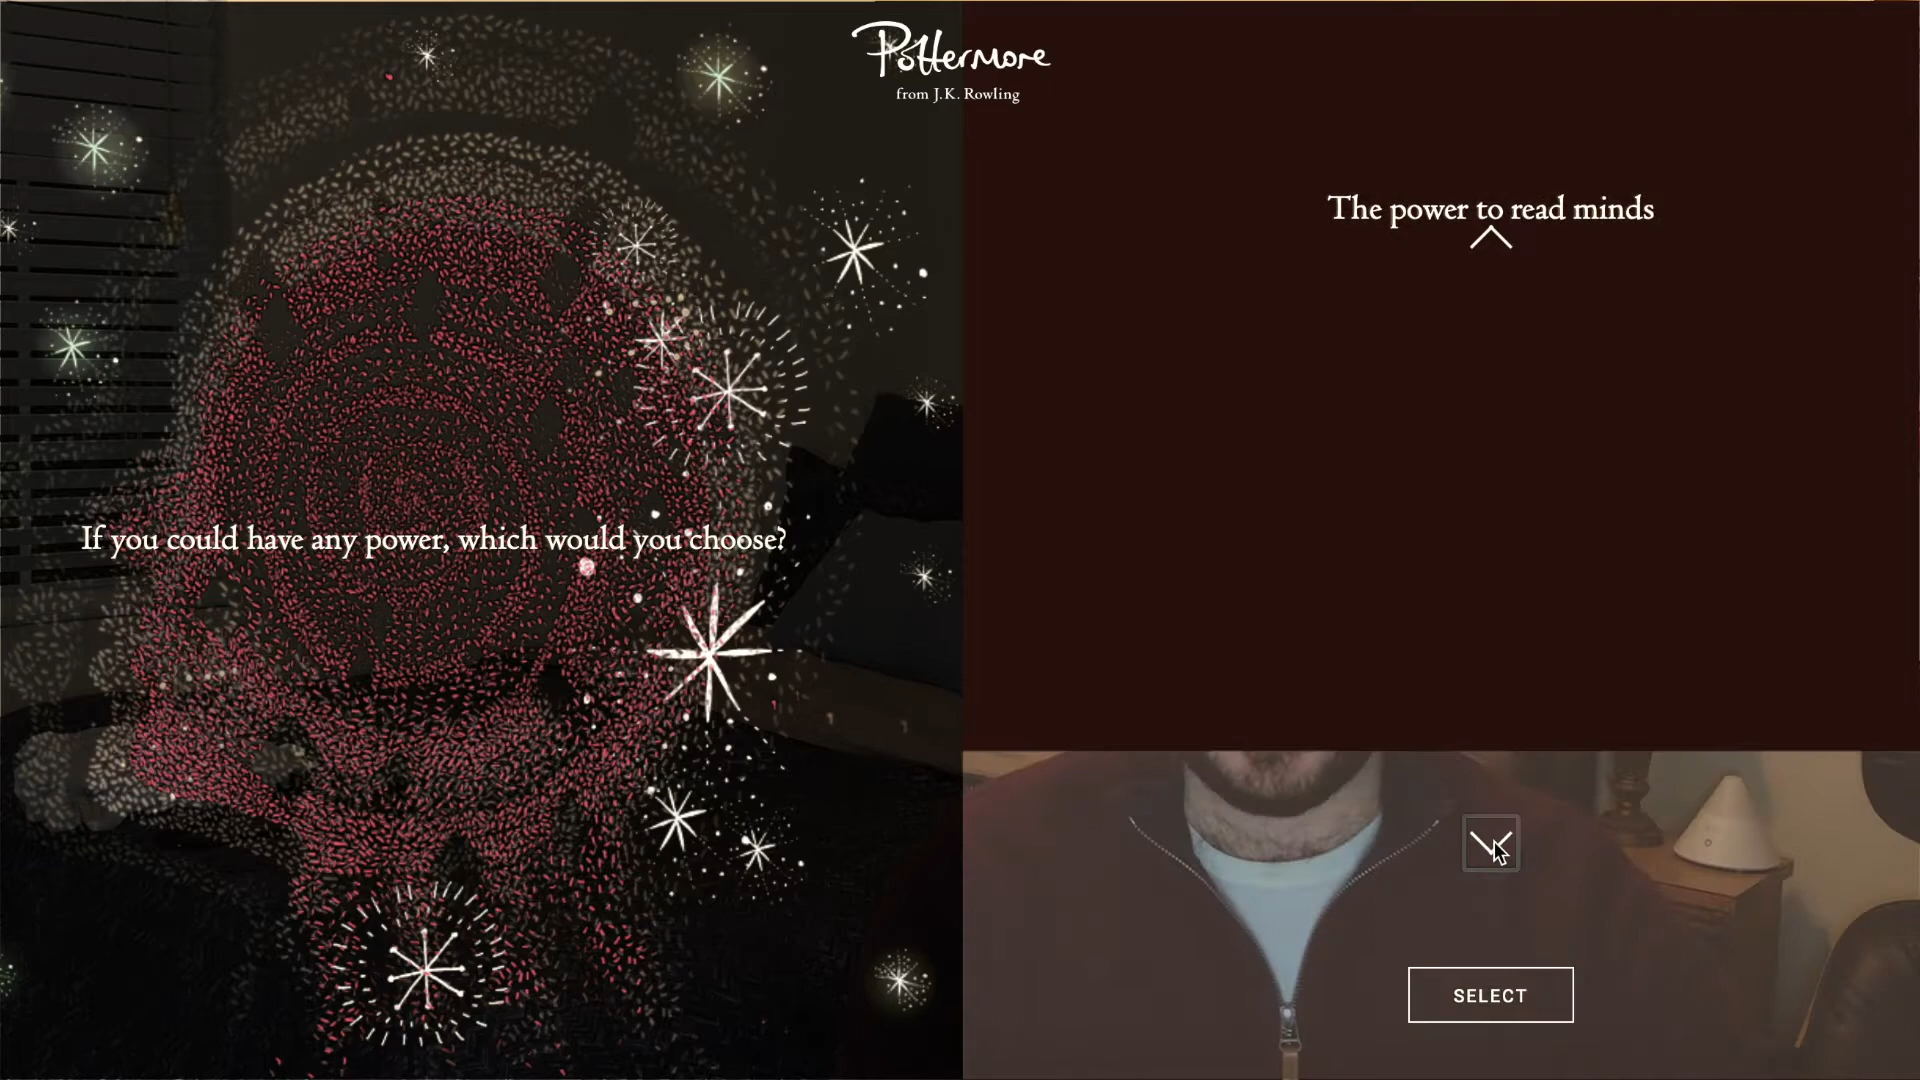 Pottermore
from J.K. Rowling
The power to read minds
If you could have any power, which would you choose?
SELECT